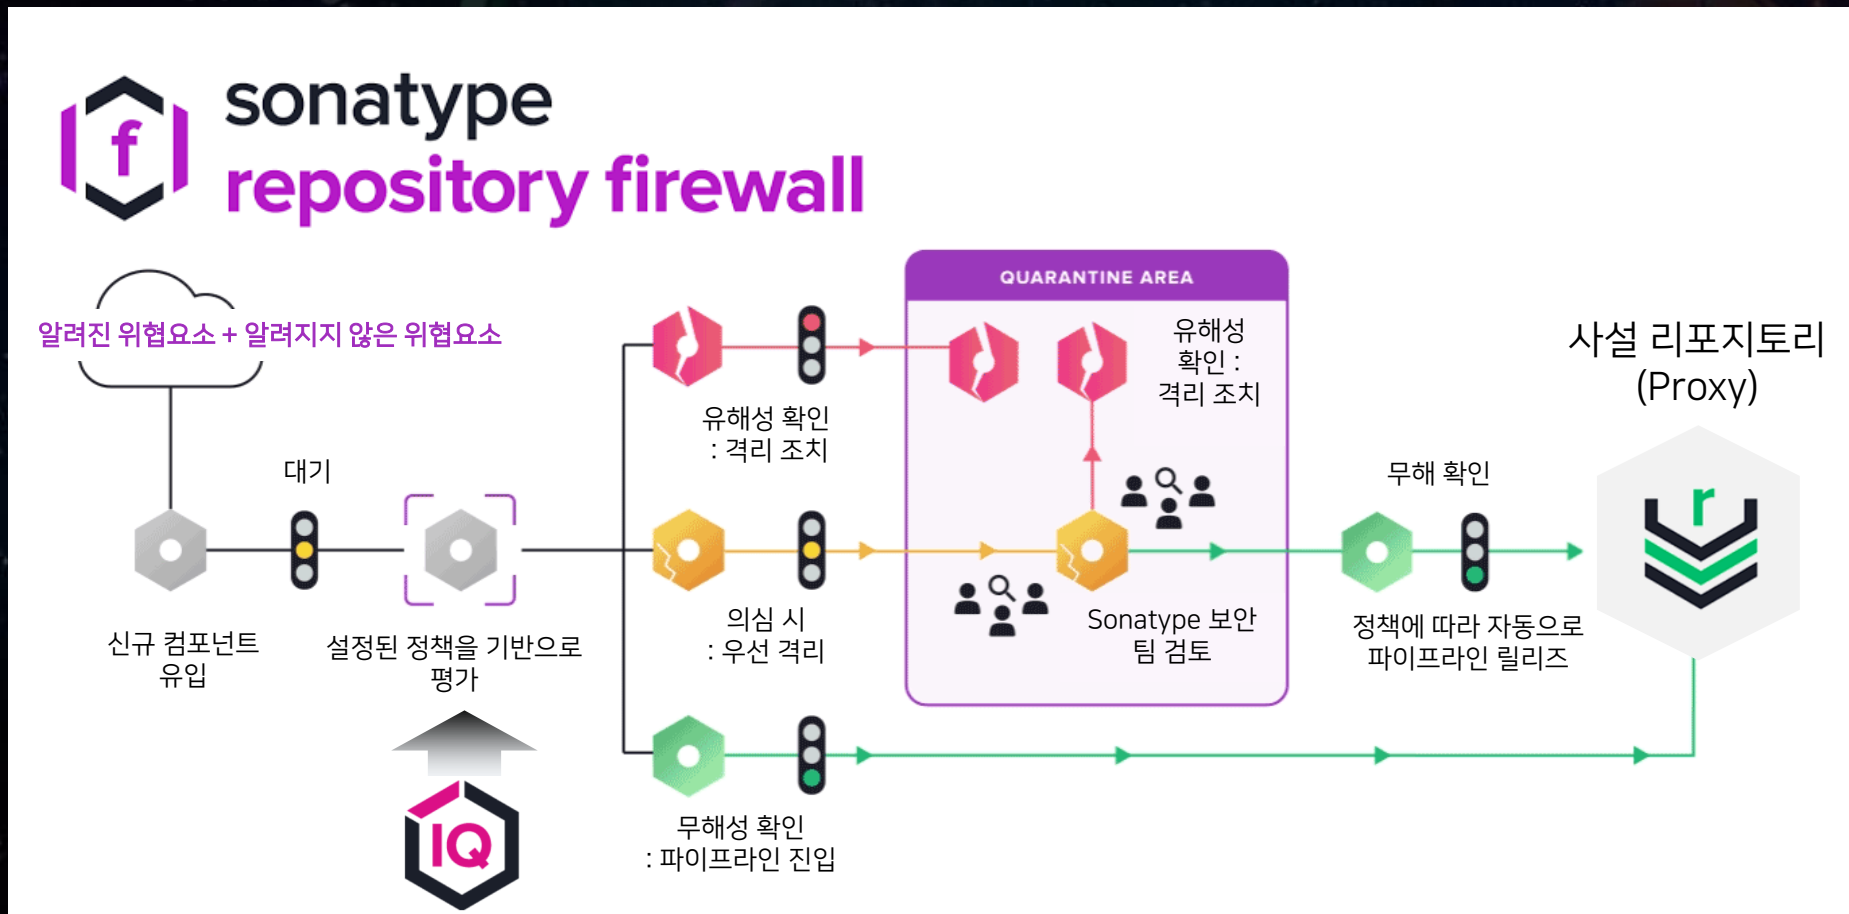 f
sonatype
repository firewall
알려진 위협요소 + 알려지지 않은 위협요소
대기
신규 컴포넌트
유입
설정된 정책을 기반으로
평가
IQ
유해성 확인
: 격리 조치
의심 시
: 우선 격리
무해성 확인
: 파이프라인 진입
QUARANTINE AREA
유해성
확인 :
격리 조치
Sonatype 보안
팀 검토
무해 확인
정책에 따라 자동으로
파이프라인 릴리즈
사설 리포지토리
(Proxy)
r